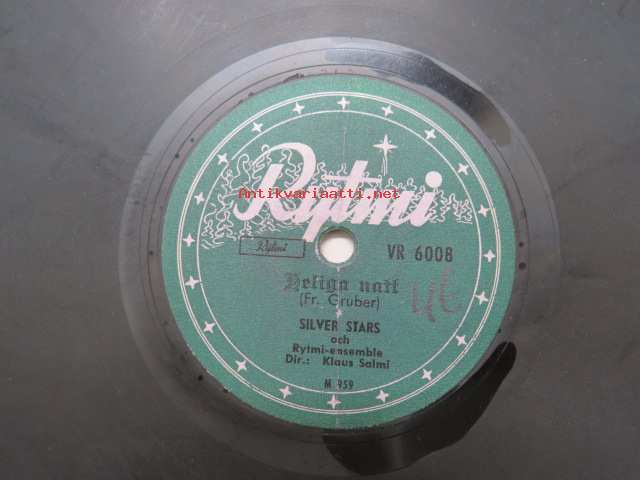 Rytmi
Antikvariaatti.net
Rytmi
VR 6008
Heliga natt
(Fr. Gruber)
SILVER STARS
och
Rytmi-ensemble
Dir.: Klaus Salmi
M 959